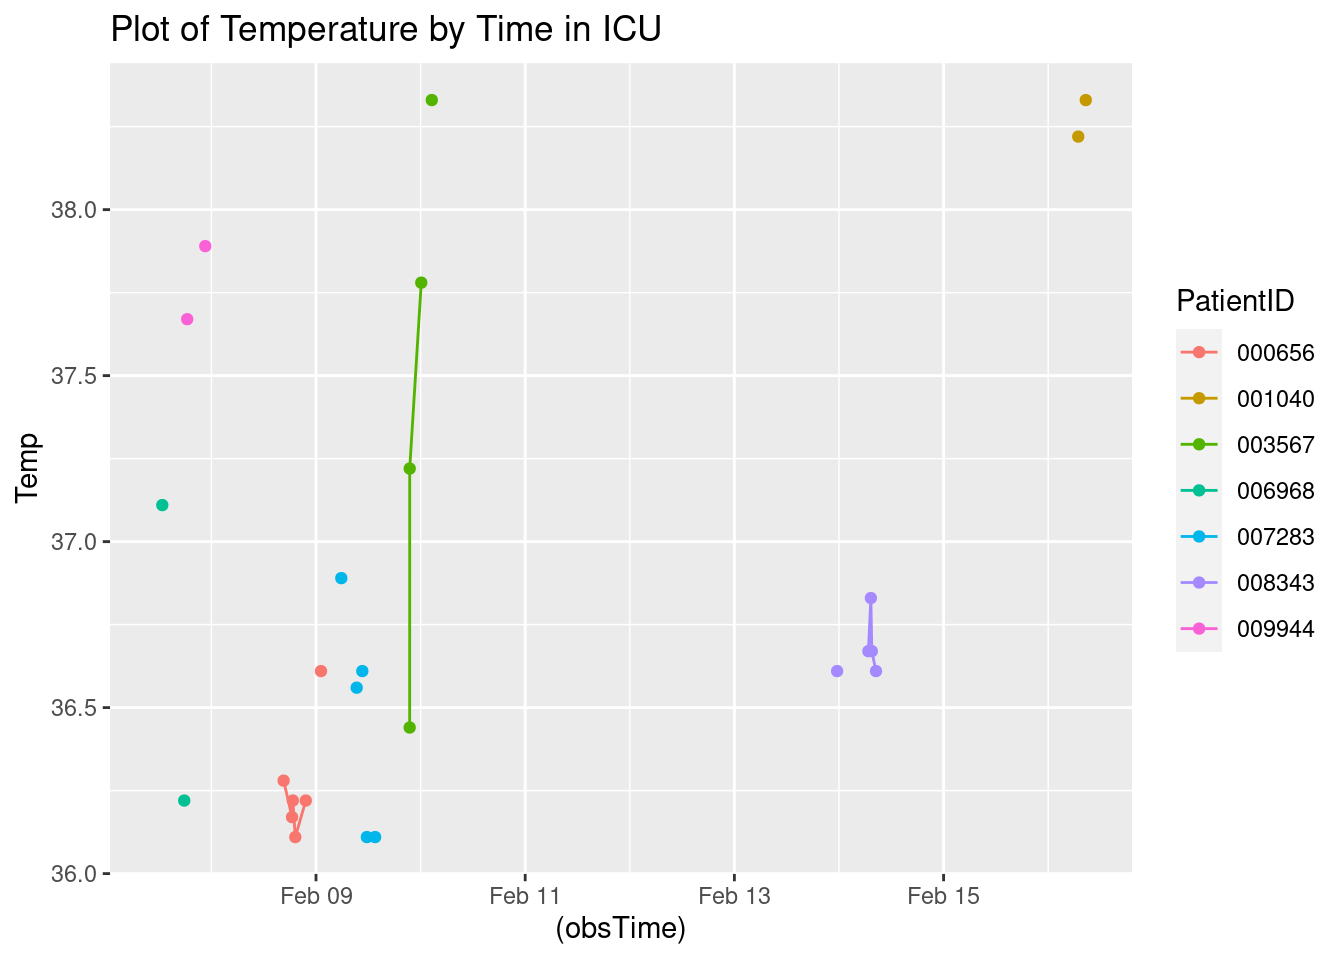 Plot of Temperature by Time in ICU
Temp
38.0
37.5
37.0
36.5
36.0
Feb 09
Feb 11
Feb 13
Feb 15
(obsTime)
PatientID
000656
001040
003567
006968
007283
008343
009944